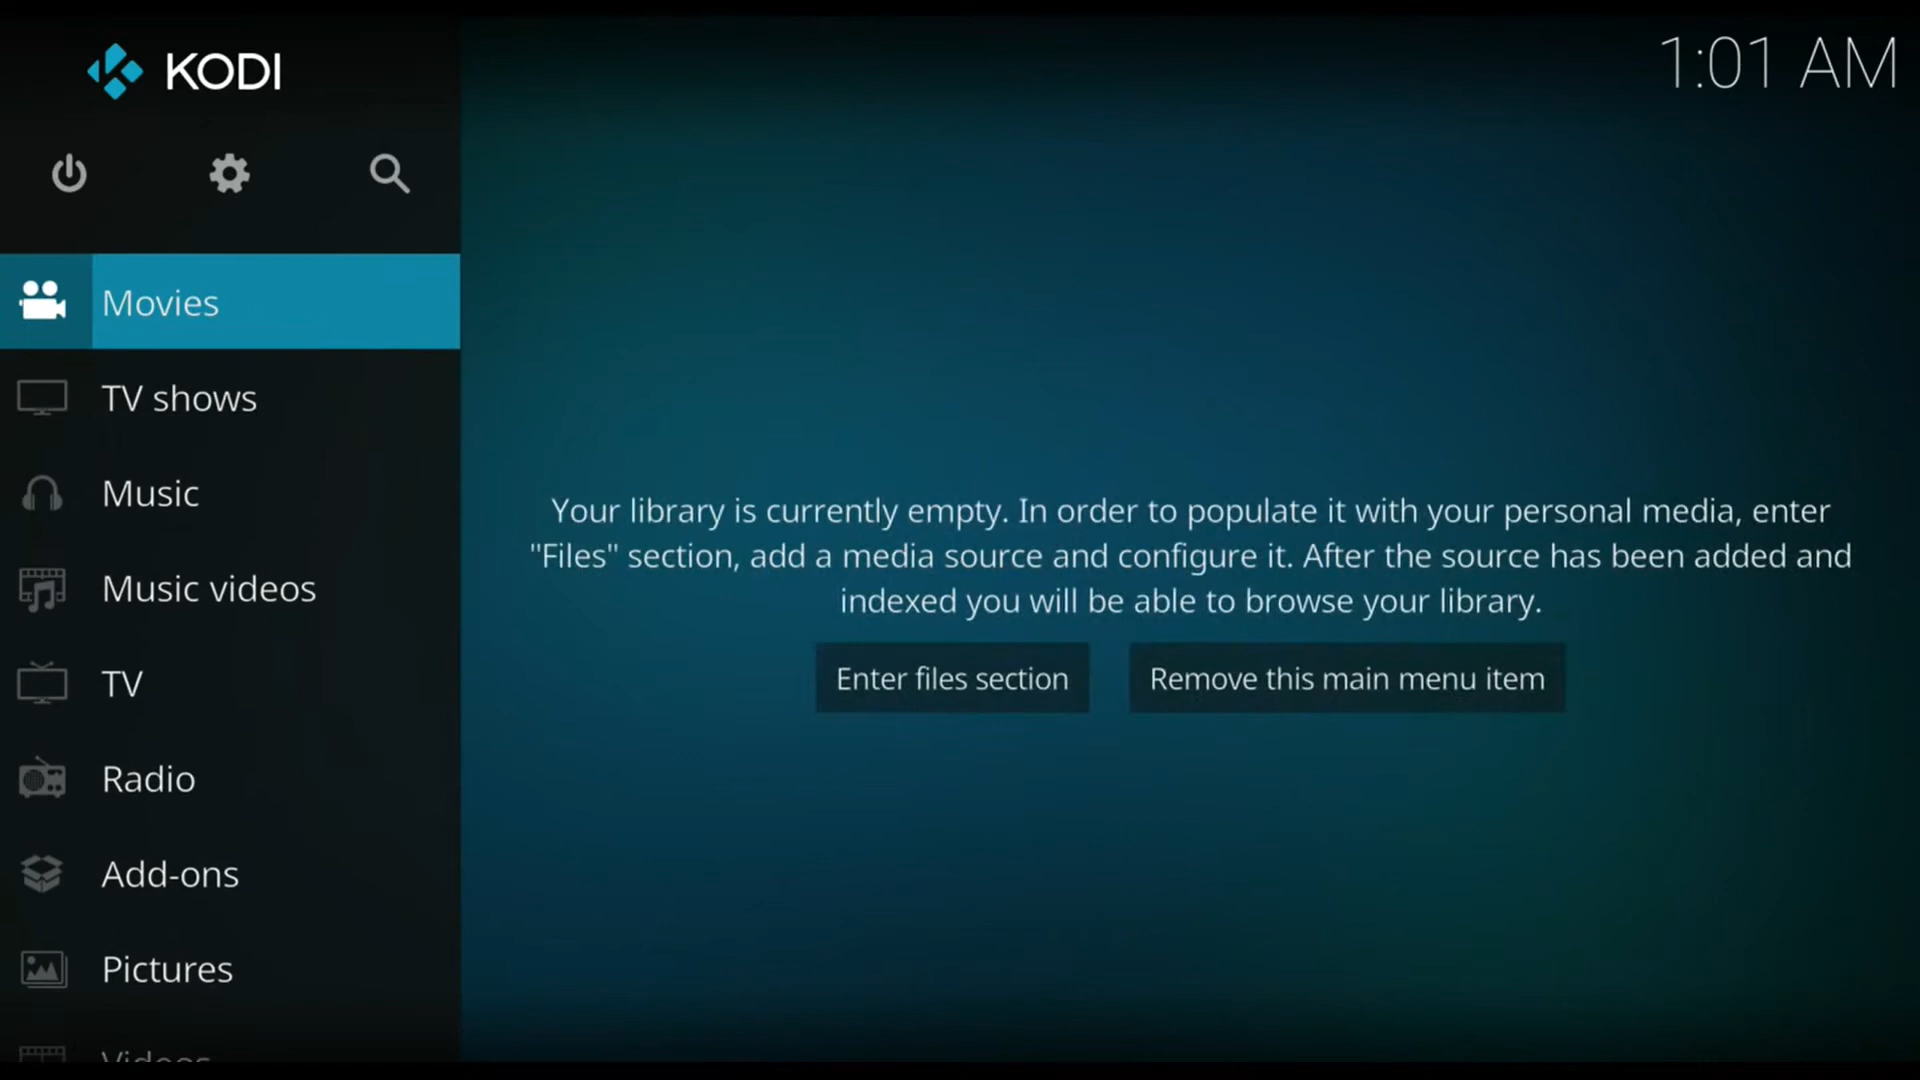 KODI
1:01 AM
Movies
TV shows
Music
Music videos
TV
Radio
Add-ons
Pictures
Videos
Your library is currently empty. In order to populate it with your personal media, enter
"Files" section, add a media source and configure it. After the source has been added and
indexed you will be able to browse your library.
Enter files section
Remove this main menu item